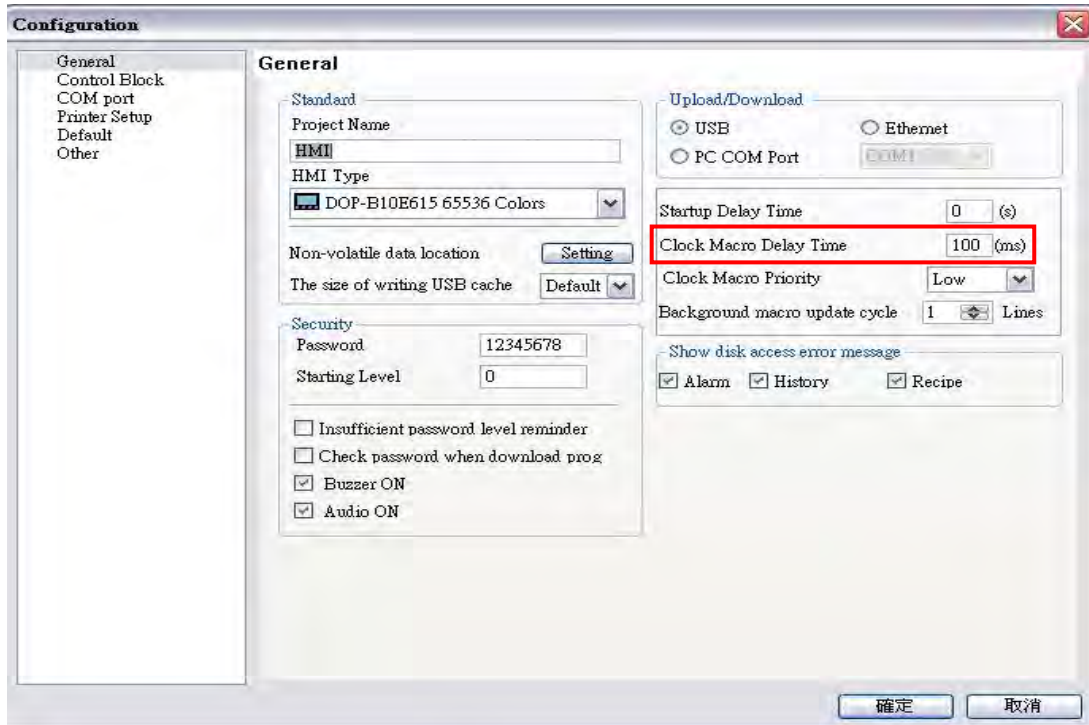 Configuration
General
Control Block
COM port
Printer Setup
Default
Other
General
Standard
Project Name
HMI
HMI Type
DOP-B10E615 65536 Colors
Non-volatile data location Setting
The size of writing USB cache Default
Security
Password 12345678
Starting Level 0
Insufficient password level reminder
Check password when download prog
Buzzer ON
Audio ON
Upload/Download
USB Ethernet
PC COM Port COM1
Startup Delay Time 0 (s)
Clock Macro Delay Time 100 (ms)
Clock Macro Priority Low
Background macro update cycle 1 Lines
Show disk access error message
Alarm History Recipe
確定 取消